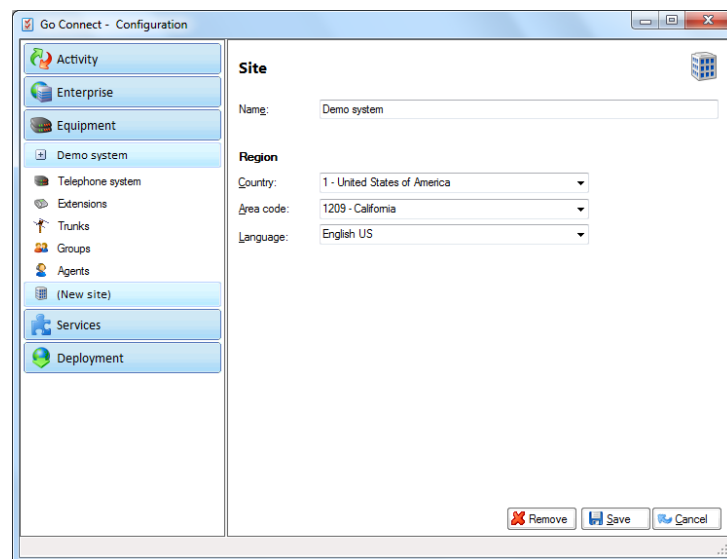 Go Connect - Configuration
Activity
Enterprise
Equipment
Demo system
Telephone system
Extensions
Trunks
Groups
Agents
(New site)
Services
Deployment
Site
Name: Demo system
Region
Country: 1 - United States of America
Area code: 1209 - California
Language: English US
Remove Save Cancel